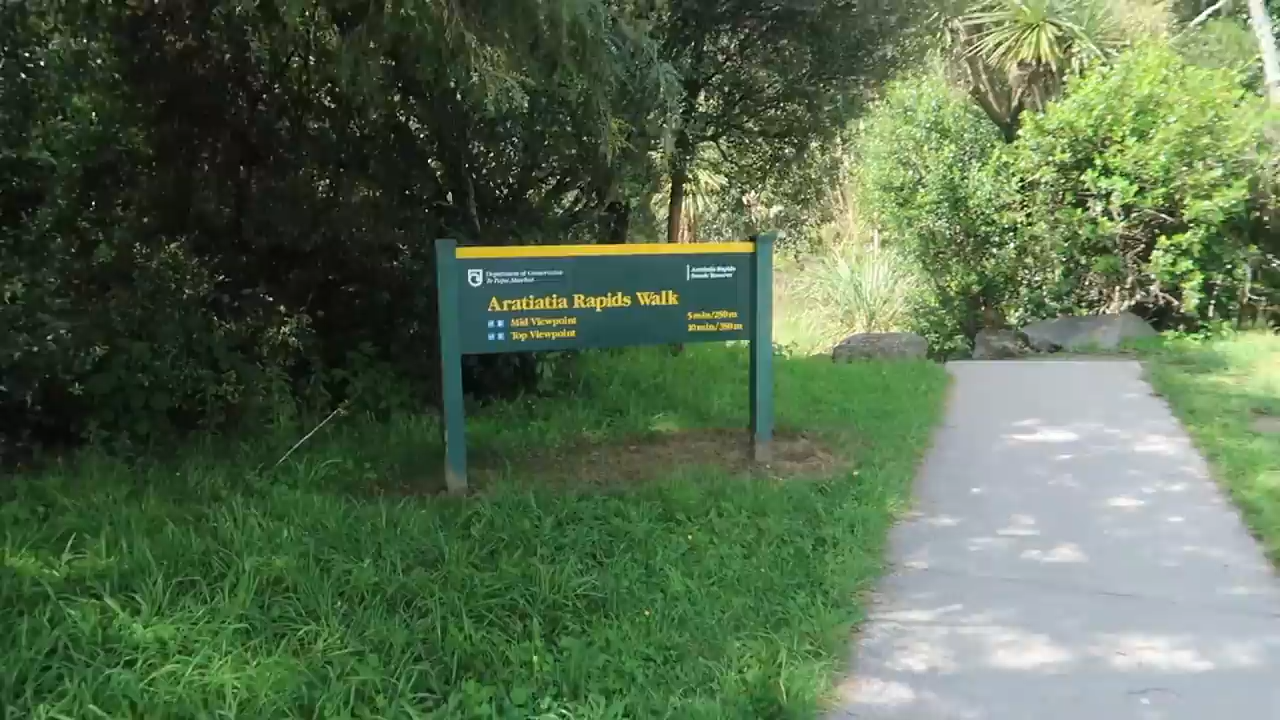 Department of Conservation
Te Papa Atawhai
Aratiatia Rapids
Scenic Reserve
Aratiatia Rapids Walk
Mid Viewpoint 5 min/250 m
Top Viewpoint 10 min/350 m